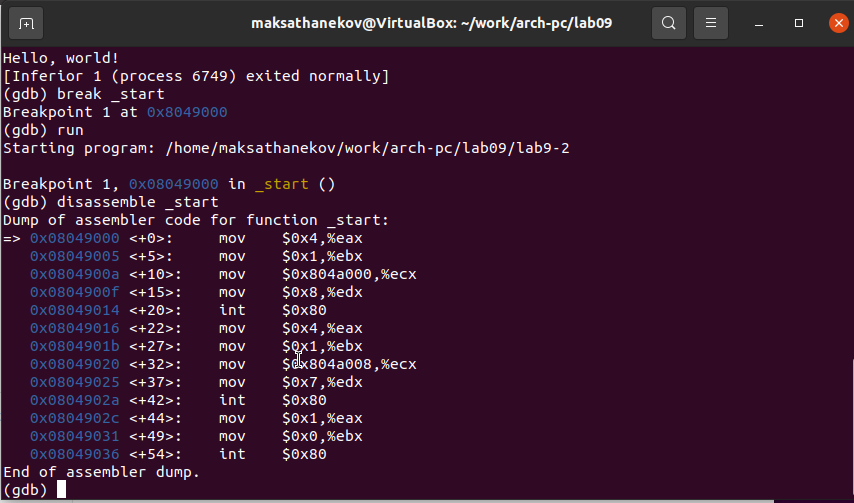 maksathanekov@VirtualBox: ~/work/arch-pc/lab09
Hello, world!
[Inferior 1 (process 6749) exited normally]
(gdb) break _start
Breakpoint 1 at 0x8049000
(gdb) run
Starting program: /home/maksathanekov/work/arch-pc/lab09/lab9-2
Breakpoint 1, 0x08049000 in _start ()
(gdb) disassemble _start
Dump of assembler code for function _start:
=> 0x08049000 <+0>:     mov    $0x4,%eax
   0x08049005 <+5>:     mov    $0x1,%ebx
   0x0804900a <+10>:    mov    $0x804a000,%ecx
   0x0804900f <+15>:    mov    $0x8,%edx
   0x08049014 <+20>:    int    $0x80
   0x08049016 <+22>:    mov    $0x4,%eax
   0x0804901b <+27>:    mov    $0x1,%ebx
   0x08049020 <+32>:    mov    $0x804a008,%ecx
   0x08049025 <+37>:    mov    $0x7,%edx
   0x0804902a <+42>:    int    $0x80
   0x0804902c <+44>:    mov    $0x1,%eax
   0x08049031 <+49>:    mov    $0x0,%ebx
   0x08049036 <+54>:    int    $0x80
End of assembler dump.
(gdb)